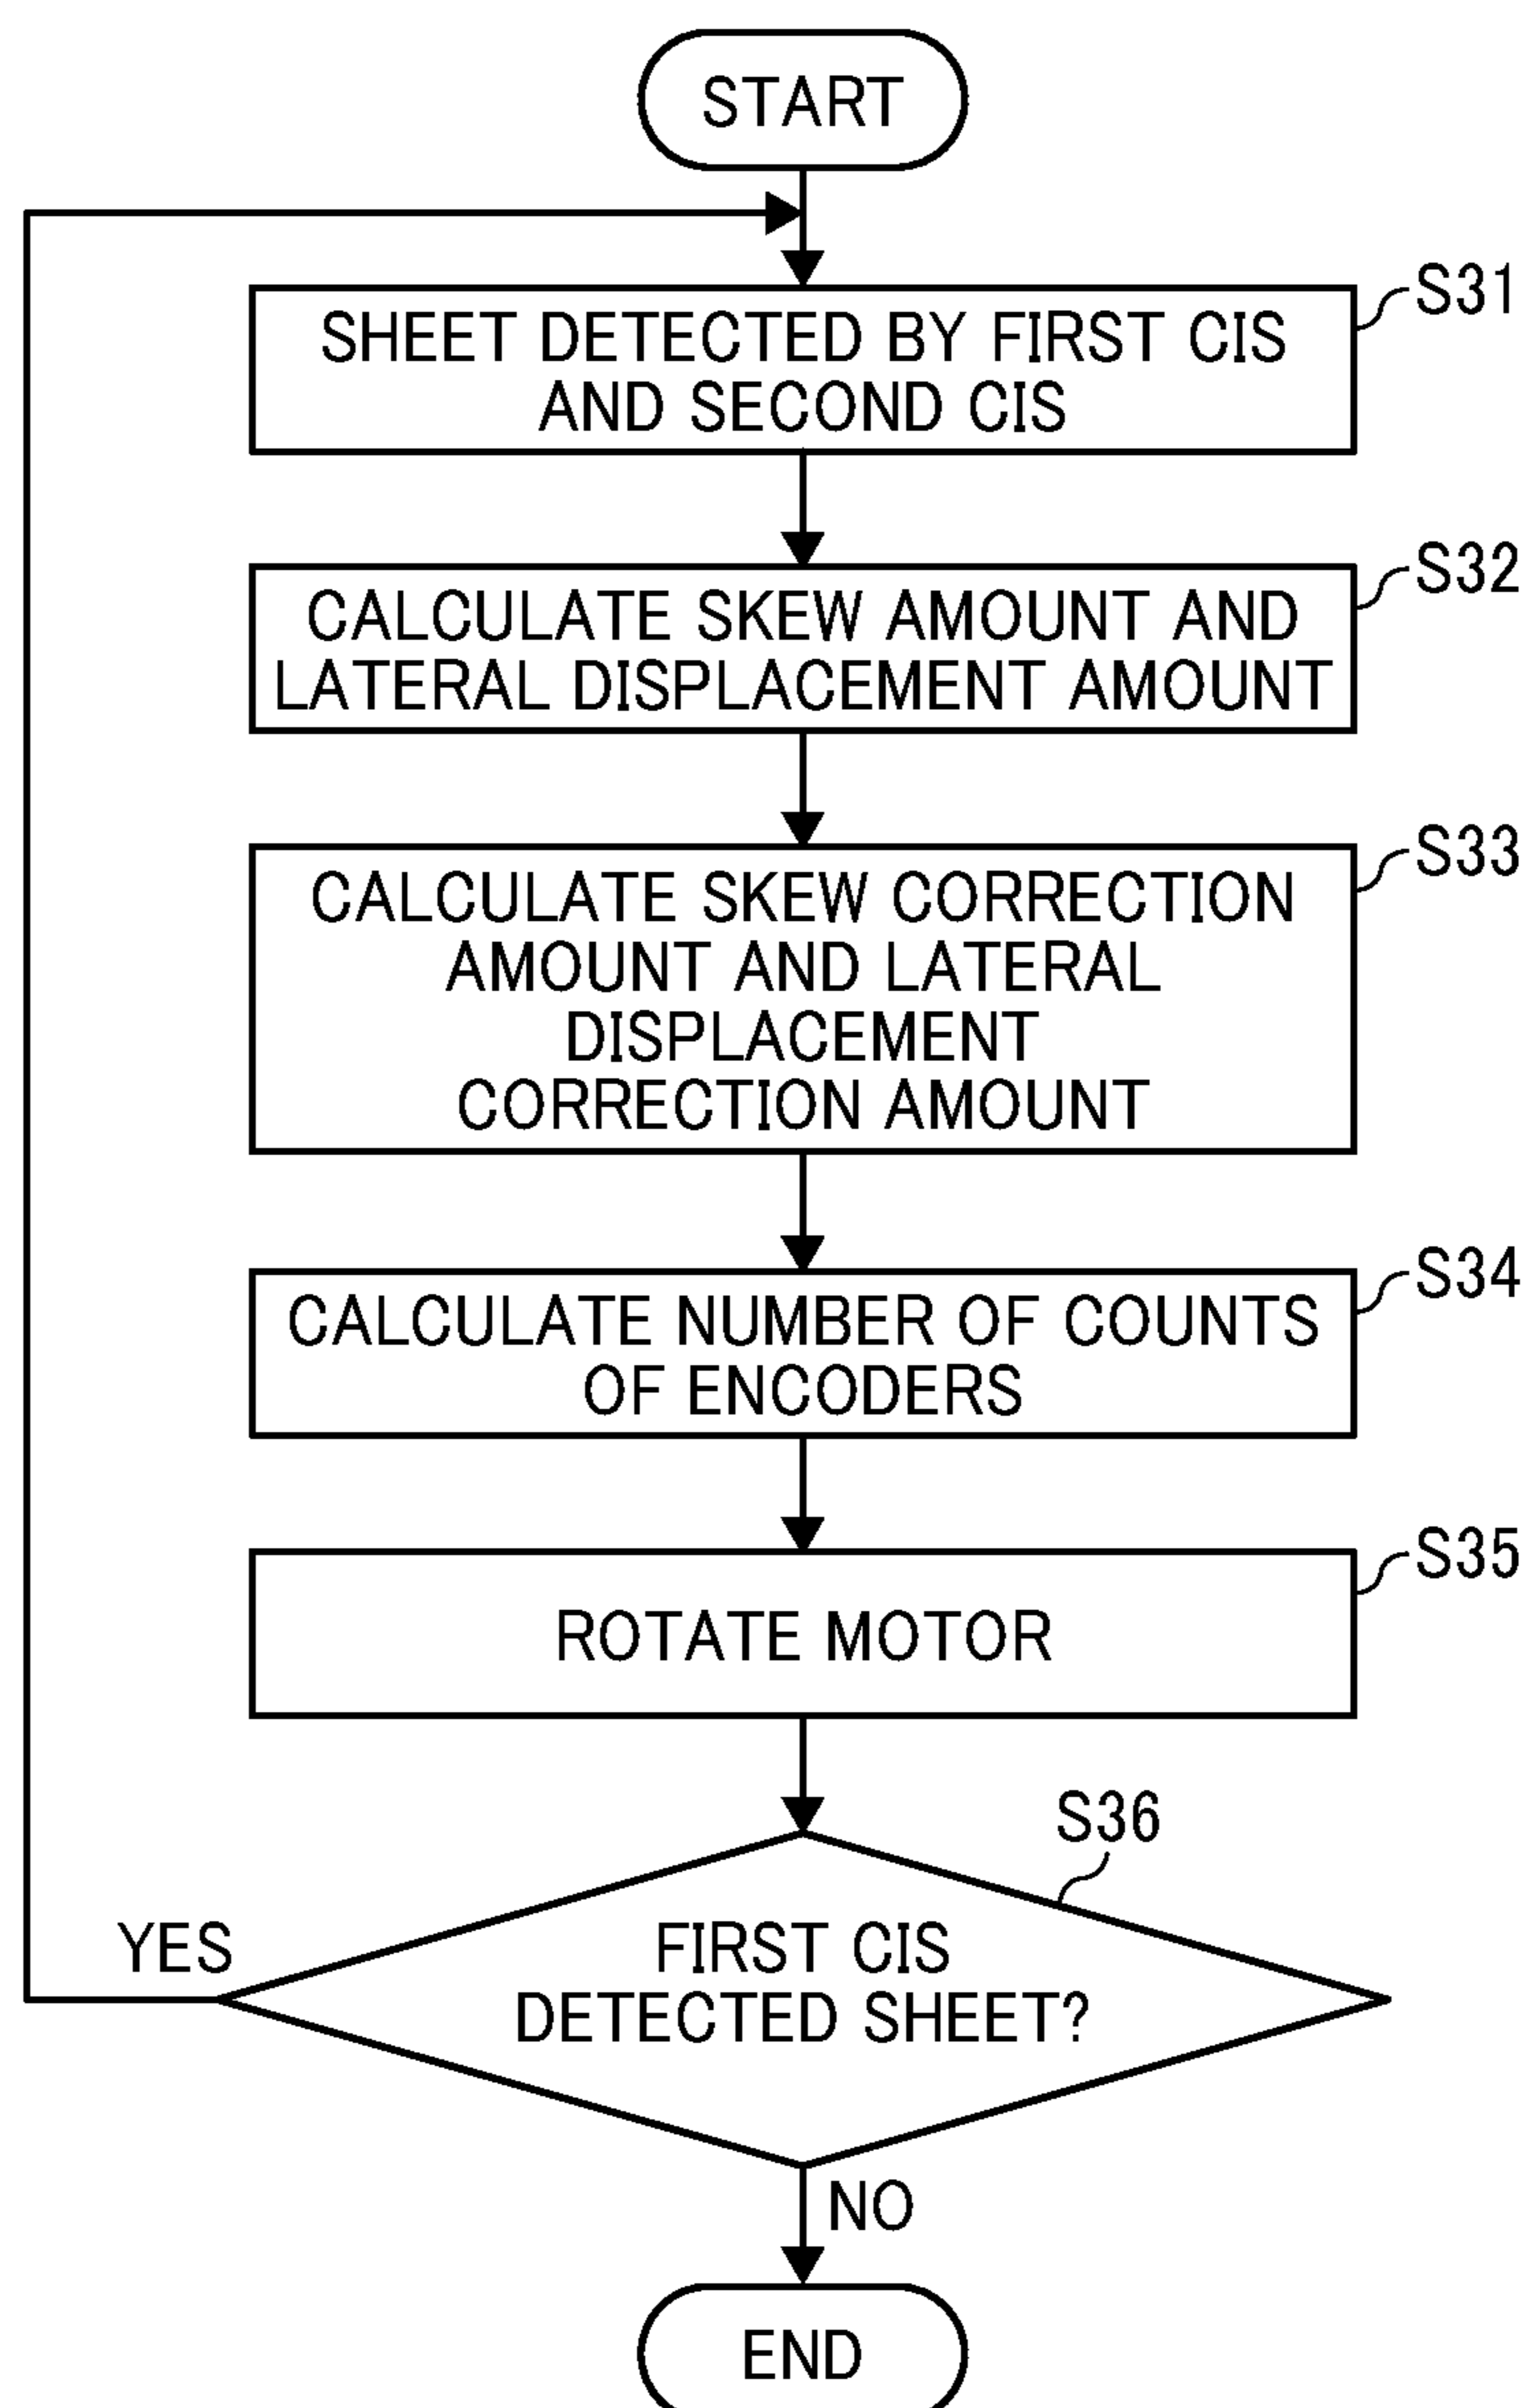 START
S31
SHEET DETECTED BY FIRST CIS
AND SECOND CIS
S32
CALCULATE SKEW AMOUNT AND
LATERAL DISPLACEMENT AMOUNT
S33
CALCULATE SKEW CORRECTION
AMOUNT AND LATERAL
DISPLACEMENT
CORRECTION AMOUNT
S34
CALCULATE NUMBER OF COUNTS
OF ENCODERS
S35
ROTATE MOTOR
S36
YES
FIRST CIS
DETECTED SHEET?
NO
END